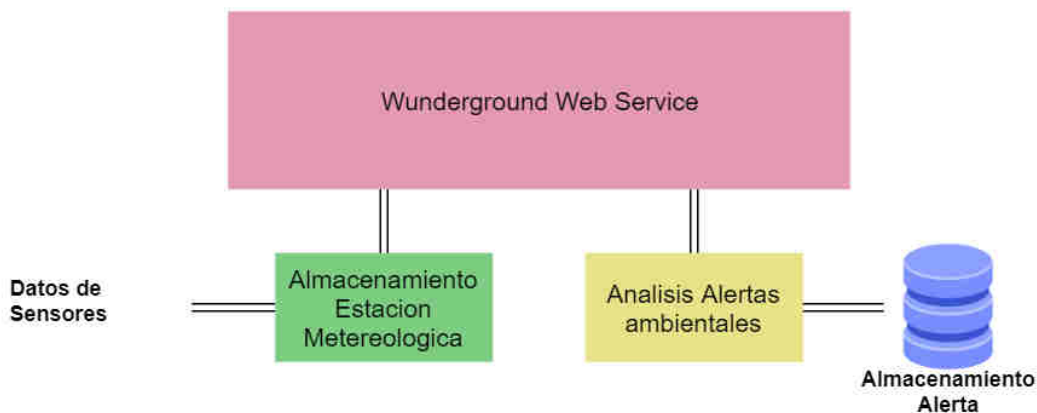 Wunderground Web Service
Datos de
Sensores
Almacenamiento
Estacion
Metereologica
Analisis Alertas
ambientales
Almacenamiento
Alerta